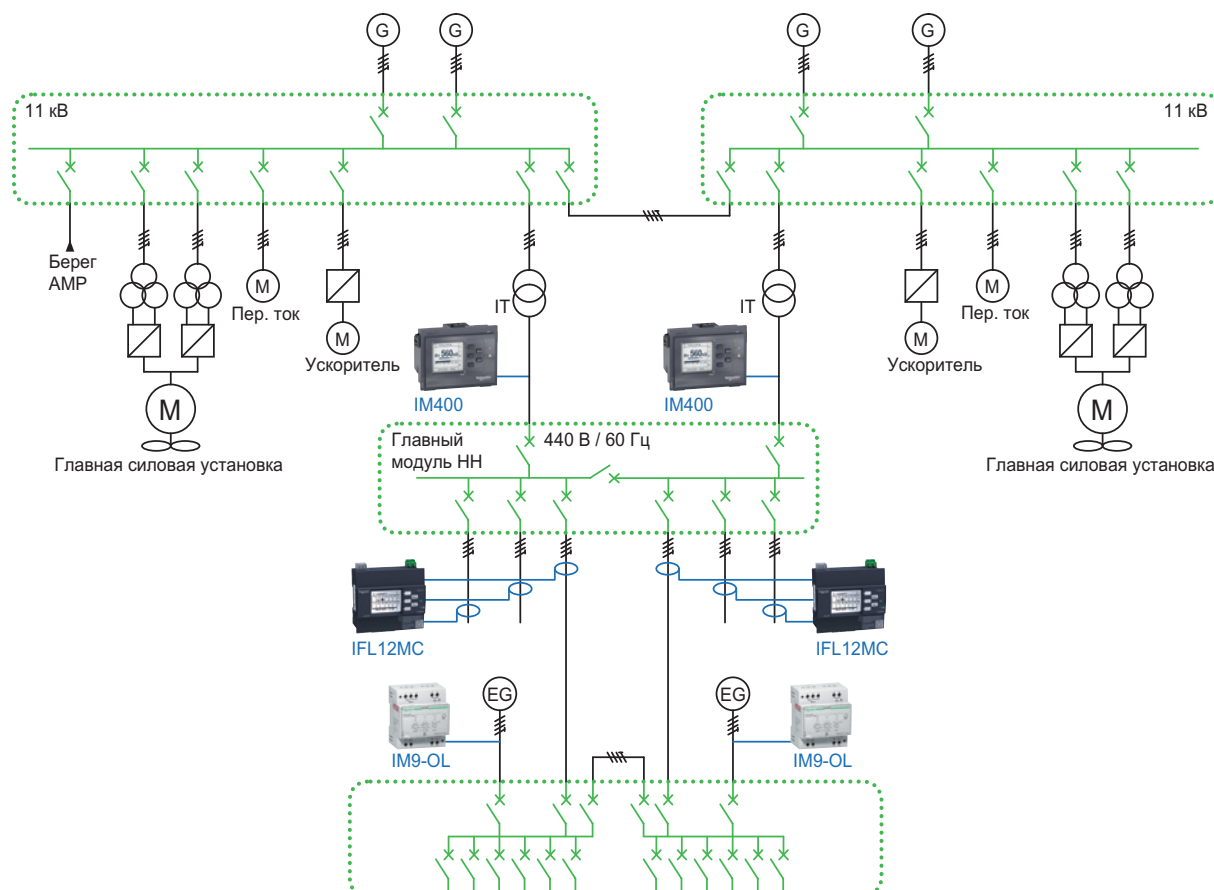 G
G
G
G
11 кВ
11 кВ
Берег
AMP
M
Пер. ток
M
Ускоритель
M
Главная силовая установка
IT
IM400
IT
IM400
M
Ускоритель
M
Пер. ток
M
Главная силовая установка
Главный
модуль НН
440 В / 60 Гц
IFL12MC
IFL12MC
EG
EG
IM9-OL
IM9-OL